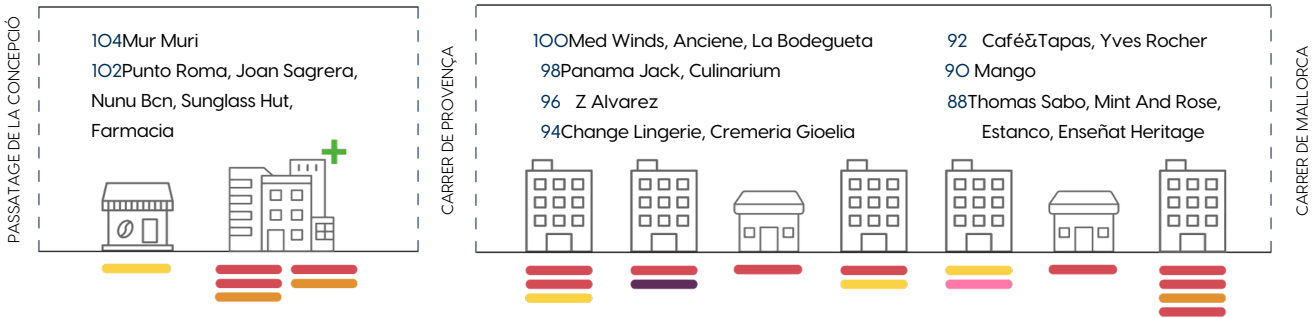 PASSATAGE DE LA CONCEPCIÓ
104Mur Muri
102Punto Roma, Joan Sagrera,
Nunu Bcn, Sunglass Hut,
Farmacia
CARRER DE PROVENÇA
100Med Winds, Anciene, La Bodegueta
98Panama Jack, Culinarium
96 Z Alvarez
94Change Lingerie, Cremeria Gioelia
92 Café&Tapas, Yves Rocher
90 Mango
88Thomas Sabo, Mint And Rose,
Estanco, Enseñat Heritage
CARRER DE MALLORCA